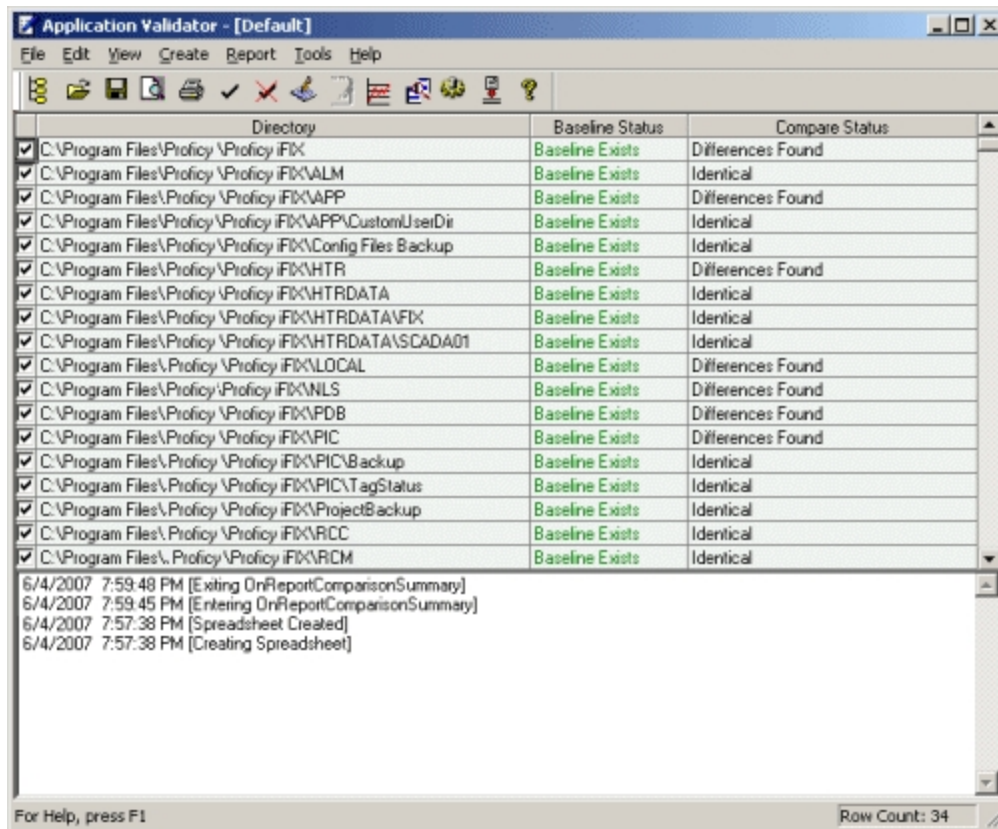 Application Validator - [Default]
File Edit View Create Report Tools Help
Directory Baseline Status Compare Status
C:\Program Files\Proficy \Proficy iFIX Baseline Exists Differences Found
C:\Program Files\Proficy \Proficy iFIX\ALM Baseline Exists Identical
C:\Program Files\Proficy \Proficy iFIX\APP Baseline Exists Differences Found
C:\Program Files\Proficy \Proficy iFIX\APP\CustomUserDir Baseline Exists Identical
C:\Program Files\Proficy \Proficy iFIX\Config Files Backup Baseline Exists Identical
C:\Program Files\Proficy \Proficy iFIX\HTR Baseline Exists Differences Found
C:\Program Files\Proficy \Proficy iFIX\HTRDATA Baseline Exists Identical
C:\Program Files\Proficy \Proficy iFIX\HTRDATA\FIX Baseline Exists Identical
C:\Program Files\Proficy \Proficy iFIX\HTRDATA\SCADA01 Baseline Exists Identical
C:\Program Files\Proficy \Proficy iFIX\LOCAL Baseline Exists Differences Found
C:\Program Files\Proficy \Proficy iFIX\NLS Baseline Exists Differences Found
C:\Program Files\Proficy \Proficy iFIX\PDB Baseline Exists Differences Found
C:\Program Files\Proficy \Proficy iFIX\PIC Baseline Exists Differences Found
C:\Program Files\Proficy \Proficy iFIX\PIC\Backup Baseline Exists Identical
C:\Program Files\Proficy \Proficy iFIX\PIC\TagStatus Baseline Exists Identical
C:\Program Files\Proficy \Proficy iFIX\ProjectBackup Baseline Exists Identical
C:\Program Files\Proficy \Proficy iFIX\RCC Baseline Exists Identical
C:\Program Files\. Proficy \Proficy iFIX\RCM Baseline Exists Identical
6/4/2007 7:59:48 PM [Exiting OnReportComparisonSummary]
6/4/2007 7:59:45 PM [Entering OnReportComparisonSummary]
6/4/2007 7:57:38 PM [Spreadsheet Created]
6/4/2007 7:57:38 PM [Creating Spreadsheet]
For Help, press F1 Row Count: 34